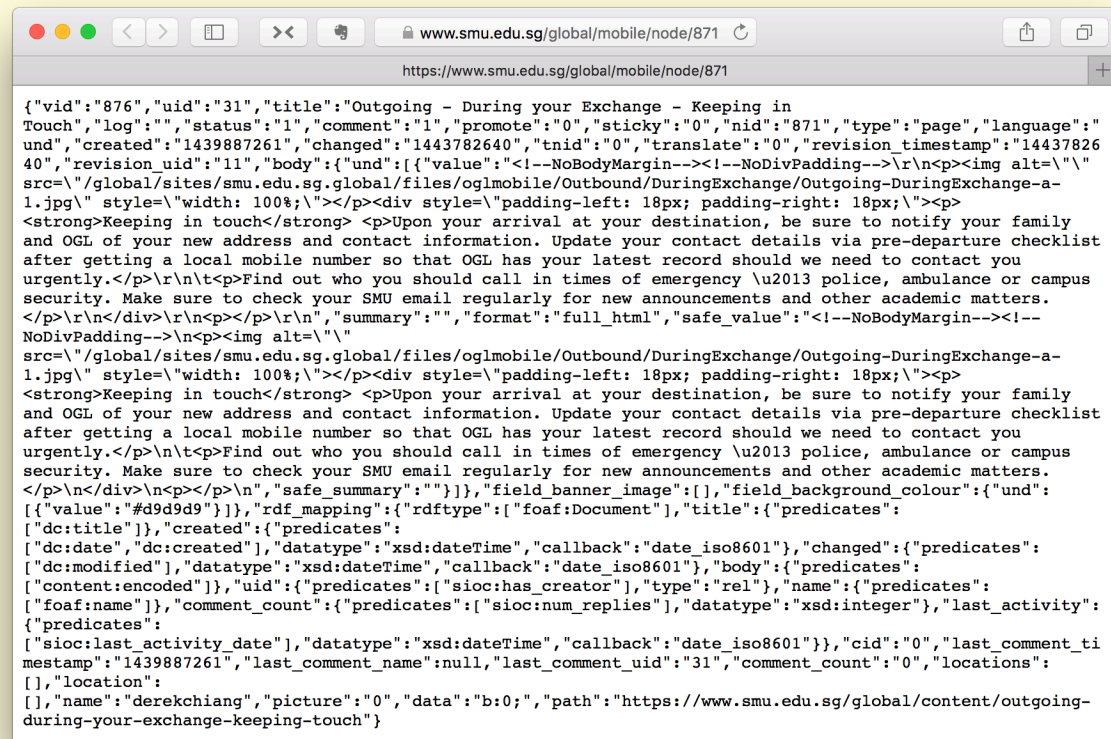 www.smu.edu.sg/global/mobile/node/871
https://www.smu.edu.sg/global/mobile/node/871
{"vid":"876","uid":"31","title":"Outgoing - During your Exchange - Keeping in
Touch","log":"","status":"1","comment":"1","promote":"0","sticky":"0","nid":"871","type":"page","language":"
und","created":"1439887261","changed":"1443782640","tnid":"0","translate":"0","revision_timestamp":"14437826
40","revision_uid":"11","body":{"und":[{"value":"<!--NoBodyMargin--><!--NoDivPadding-->\r\n<p><img alt=\"\"
src=\"/global/sites/smu.edu.sg.global/files/oglmobile/Outbound/DuringExchange/Outgoing-DuringExchange-a-
1.jpg\" style=\"width: 100%;\"></p><div style=\"padding-left: 18px; padding-right: 18px;\"><p>
<strong>Keeping in touch</strong> <p>Upon your arrival at your destination, be sure to notify your family
and OGL of your new address and contact information. Update your contact details via pre-departure checklist
after getting a local mobile number so that OGL has your latest record should we need to contact you
urgently.</p>\r\n\t<p>Find out who you should call in times of emergency \u2013 police, ambulance or campus
security. Make sure to check your SMU email regularly for new announcements and other academic matters.
</p>\r\n</div>\r\n<p></p>\r\n","summary":"","format":"full_html","safe_value":"<!--NoBodyMargin--><!--
NoDivPadding-->\n<p><img alt=\"\"
src=\"/global/sites/smu.edu.sg.global/files/oglmobile/Outbound/DuringExchange/Outgoing-DuringExchange-a-
1.jpg\" style=\"width: 100%;\"></p><div style=\"padding-left: 18px; padding-right: 18px;\"><p>
<strong>Keeping in touch</strong> <p>Upon your arrival at your destination, be sure to notify your family
and OGL of your new address and contact information. Update your contact details via pre-departure checklist
after getting a local mobile number so that OGL has your latest record should we need to contact you
urgently.</p>\n\t<p>Find out who you should call in times of emergency \u2013 police, ambulance or campus
security. Make sure to check your SMU email regularly for new announcements and other academic matters.
</p>\n</div>\n<p></p>\n","safe_summary":""}]},"field_banner_image":[],"field_background_colour":{"und":
[{"value":"#d9d9d9"}]},"rdf_mapping":{"rdftype":["foaf:Document"],"title":{"predicates":
["dc:title"]},"created":{"predicates":
["dc:date","dc:created"],"datatype":"xsd:dateTime","callback":"date_iso8601"},"changed":{"predicates":
["dc:modified"],"datatype":"xsd:dateTime","callback":"date_iso8601"},"body":{"predicates":
["content:encoded"]},"uid":{"predicates":["sioc:has_creator"],"type":"rel"},"name":{"predicates":
["foaf:name"]},"comment_count":{"predicates":["sioc:num_replies"],"datatype":"xsd:integer"},"last_activity":
{"predicates":
["sioc:last_activity_date"],"datatype":"xsd:dateTime","callback":"date_iso8601"}},"cid":"0","last_comment_ti
mestamp":"1439887261","last_comment_name":null,"last_comment_uid":"31","comment_count":"0","locations":
[],"location":
[],"name":"derekchiang","picture":"0","data":"b:0;","path":"https://www.smu.edu.sg/global/content/outgoing-
during-your-exchange-keeping-touch"}